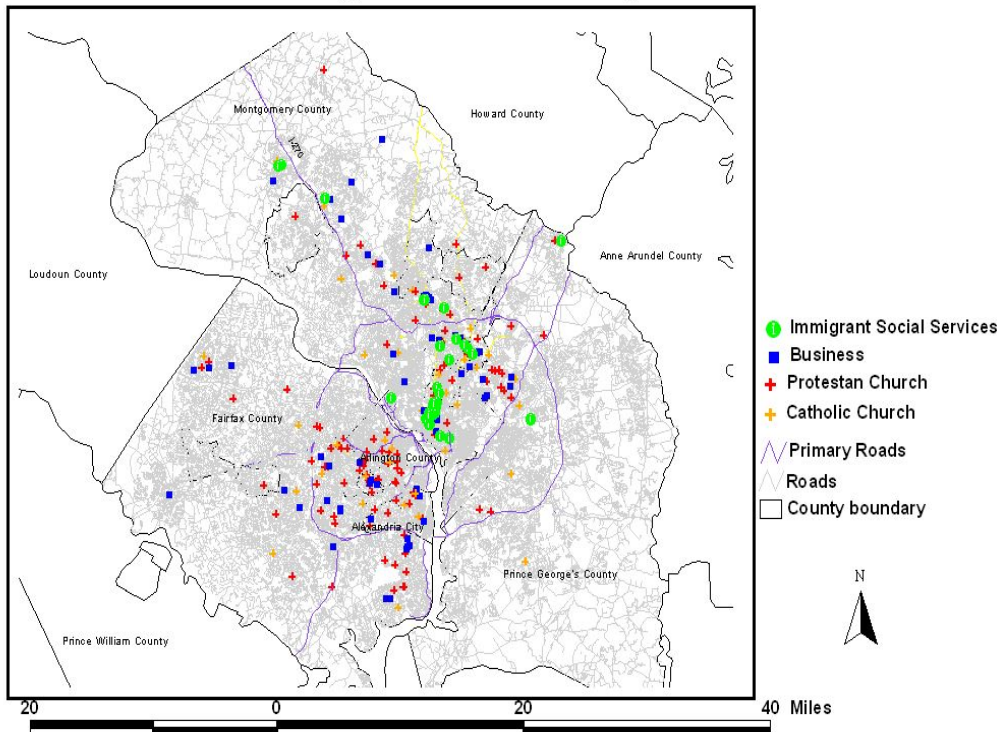 Montgomery County
Howard County
I-270
Anne Arundel County
Loudoun County
Immigrant Social Services
Business
Protestan Church
Catholic Church
Primary Roads
Roads
County boundary
Fairfax County
Arlington County
Alexandria City
Prince George's County
N
Prince William County
20 0 20 40 Miles